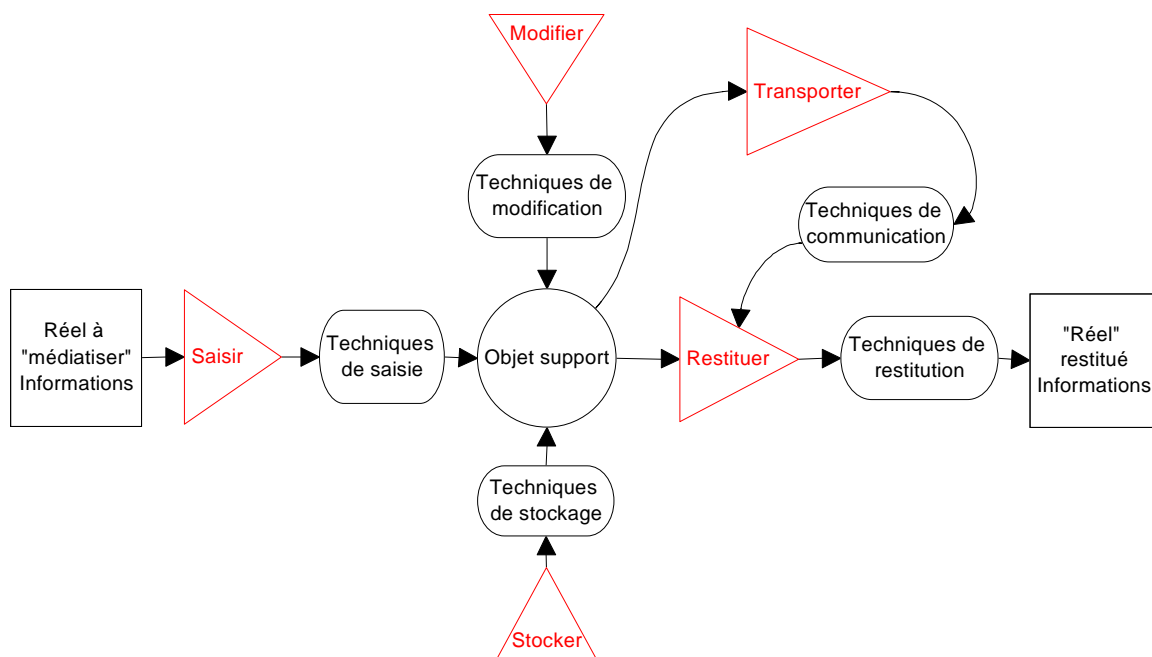 Modifier
Transporter
Techniques de
modification
Techniques de
communication
Réel à
"médiatiser"
Informations
Saisir
Techniques
de saisie
Objet support
Restituer
Techniques de
restitution
"Réel"
restitué
Informations
Techniques
de stockage
Stocker